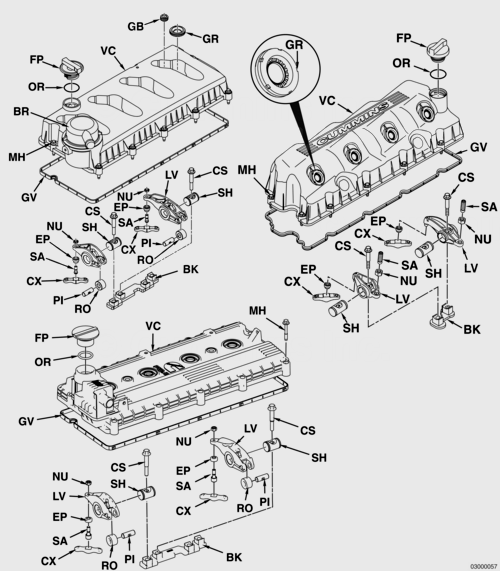 GB
GR
VC
FP
OR
BR
MH
GV
CS
LV
NU
SH
EP
CS
SA
NU
SH
EP
PI
RO
SA
CX
CX
BK
PI
RO
GR
FP
OR
VC
CUMMINS
GV
MH
CS
SA
EP
CX
CS
NU
SA
SH
LV
EP
CX
NU
LV
SH
BK
VC
MH
FP
OR
GV
NU
LV
CS
CS
EP
SH
NU
SH
SA
LV
EP
CX
RO
PI
SA
CX
RO
PI
BK
03000057